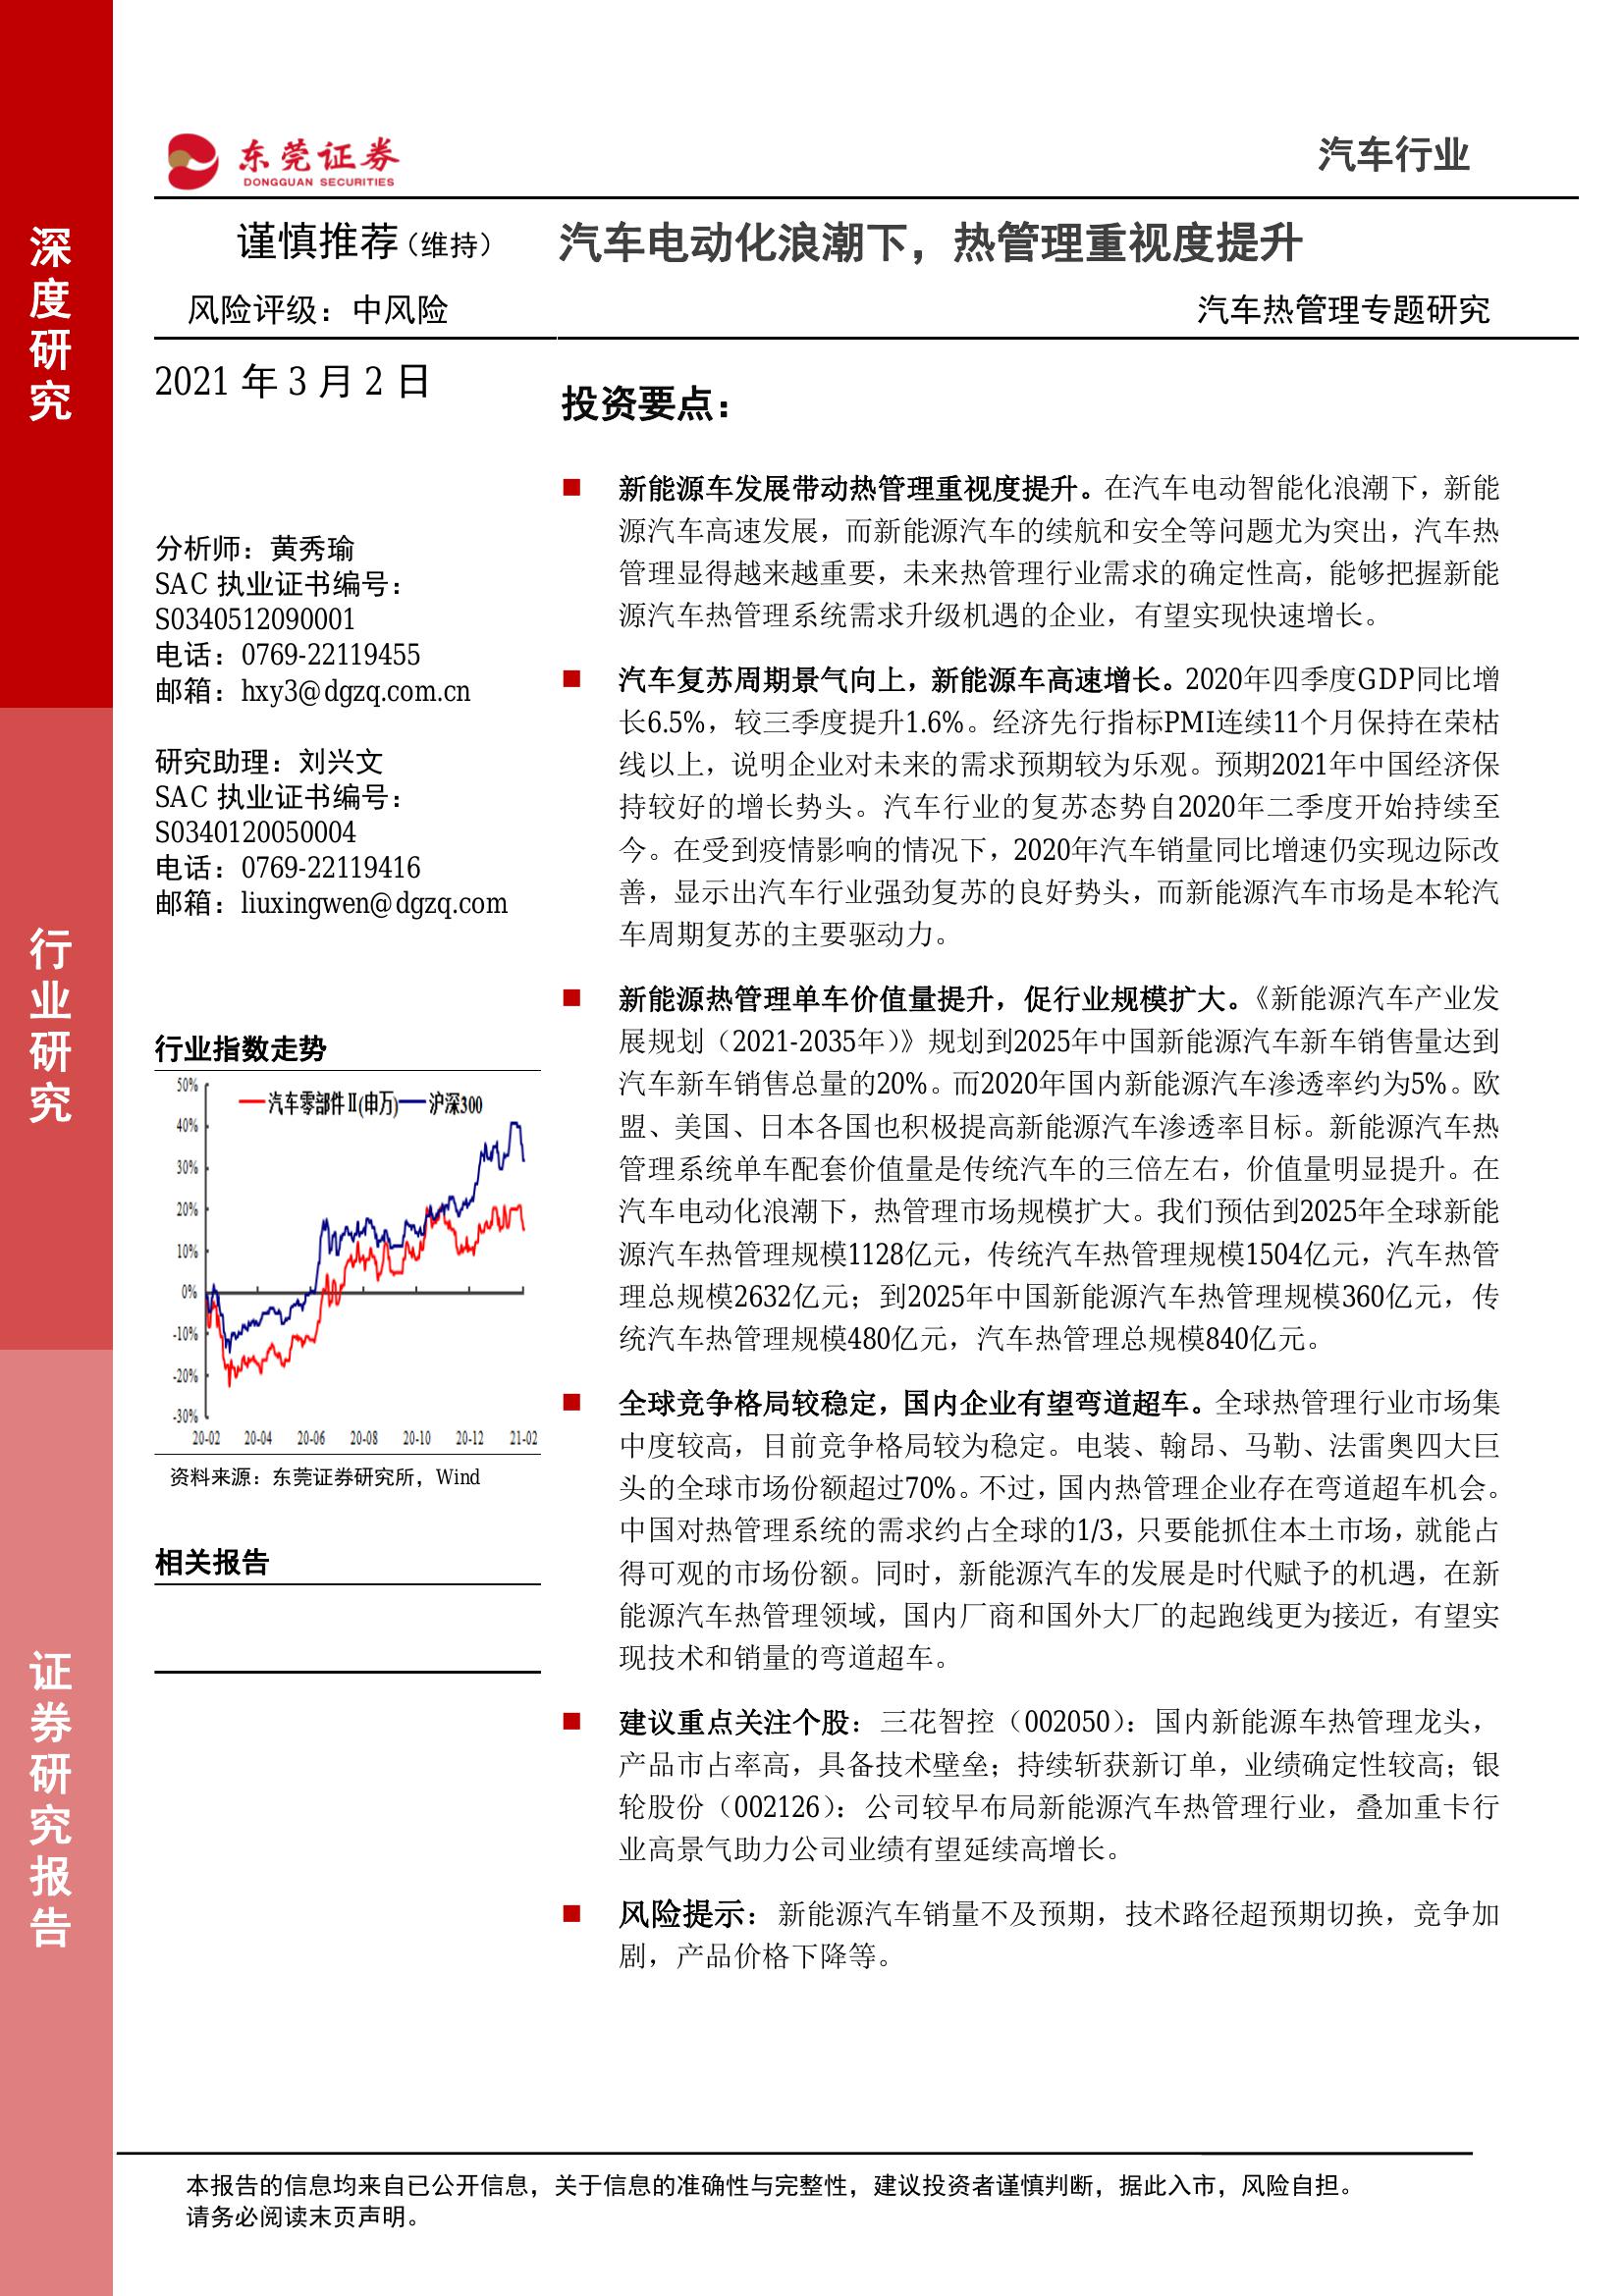 东莞证券
DONGGUAN SECURITIES
汽车行业
深度研究
行业研究
证券研究报告
谨慎推荐（维持）
风险评级：中风险
汽车电动化浪潮下，热管理重视度提升
汽车热管理专题研究
2021 年 3 月 2 日
分析师：黄秀瑜
SAC 执业证书编号：
S0340512090001
电话：0769-22119455
邮箱：hxy3@dgzq.com.cn
研究助理：刘兴文
SAC 执业证书编号：
S0340120050004
电话：0769-22119416
邮箱：liuxingwen@dgzq.com
行业指数走势
汽车零部件Ⅱ(申万) 沪深300
50%
40%
30%
20%
10%
0%
-10%
-20%
-30%
20-02 20-04 20-06 20-08 20-10 20-12 21-02
资料来源：东莞证券研究所，Wind
相关报告
投资要点：
■ 新能源车发展带动热管理重视度提升。在汽车电动智能化浪潮下，新能
源汽车高速发展，而新能源汽车的续航和安全等问题尤为突出，汽车热
管理显得越来越重要，未来热管理行业需求的确定性高，能够把握新能
源汽车热管理系统需求升级机遇的企业，有望实现快速增长。
■ 汽车复苏周期景气向上，新能源车高速增长。2020年四季度GDP同比增
长6.5%，较三季度提升1.6%。经济先行指标PMI连续11个月保持在荣枯
线以上，说明企业对未来的需求预期较为乐观。预期2021年中国经济保
持较好的增长势头。汽车行业的复苏态势自2020年二季度开始持续至
今。在受到疫情影响的情况下，2020年汽车销量同比增速仍实现边际改
善，显示出汽车行业强劲复苏的良好势头，而新能源汽车市场是本轮汽
车周期复苏的主要驱动力。
■ 新能源热管理单车价值量提升，促行业规模扩大。《新能源汽车产业发
展规划（2021-2035年）》规划到2025年中国新能源汽车新车销售量达到
汽车新车销售总量的20%。而2020年国内新能源汽车渗透率约为5%。欧
盟、美国、日本各国也积极提高新能源汽车渗透率目标。新能源汽车热
管理系统单车配套价值量是传统汽车的三倍左右，价值量明显提升。在
汽车电动化浪潮下，热管理市场规模扩大。我们预估到2025年全球新能
源汽车热管理规模1128亿元，传统汽车热管理规模1504亿元，汽车热管
理总规模2632亿元；到2025年中国新能源汽车热管理规模360亿元，传
统汽车热管理规模480亿元，汽车热管理总规模840亿元。
■ 全球竞争格局较稳定，国内企业有望弯道超车。全球热管理行业市场集
中度较高，目前竞争格局较为稳定。电装、翰昂、马勒、法雷奥四大巨
头的全球市场份额超过70%。不过，国内热管理企业存在弯道超车机会。
中国对热管理系统的需求约占全球的1/3，只要能抓住本土市场，就能占
得可观的市场份额。同时，新能源汽车的发展是时代赋予的机遇，在新
能源汽车热管理领域，国内厂商和国外大厂的起跑线更为接近，有望实
现技术和销量的弯道超车。
■ 建议重点关注个股：三花智控（002050）：国内新能源车热管理龙头，
产品市占率高，具备技术壁垒；持续斩获新订单，业绩确定性较高；银
轮股份（002126）：公司较早布局新能源汽车热管理行业，叠加重卡行
业高景气助力公司业绩有望延续高增长。
■ 风险提示：新能源汽车销量不及预期，技术路径超预期切换，竞争加
剧，产品价格下降等。
本报告的信息均来自已公开信息，关于信息的准确性与完整性，建议投资者谨慎判断，据此入市，风险自担。
请务必阅读末页声明。